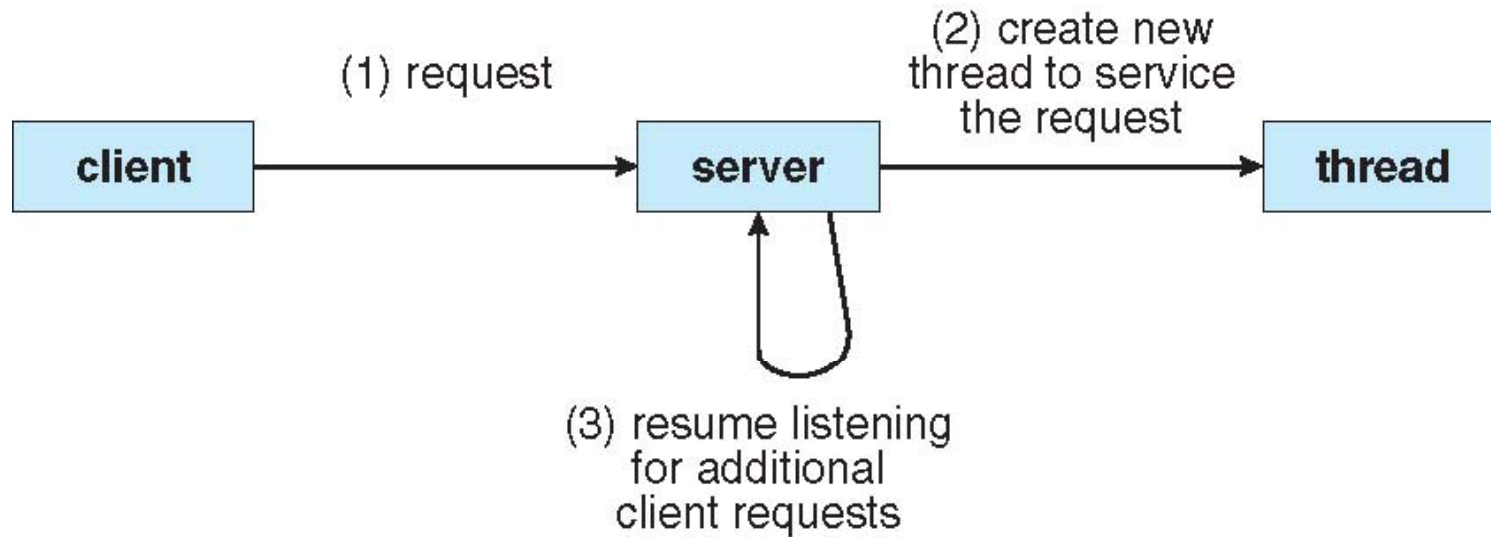 (1) request
(2) create new
thread to service
the request
client
server
thread
(3) resume listening
for additional
client requests